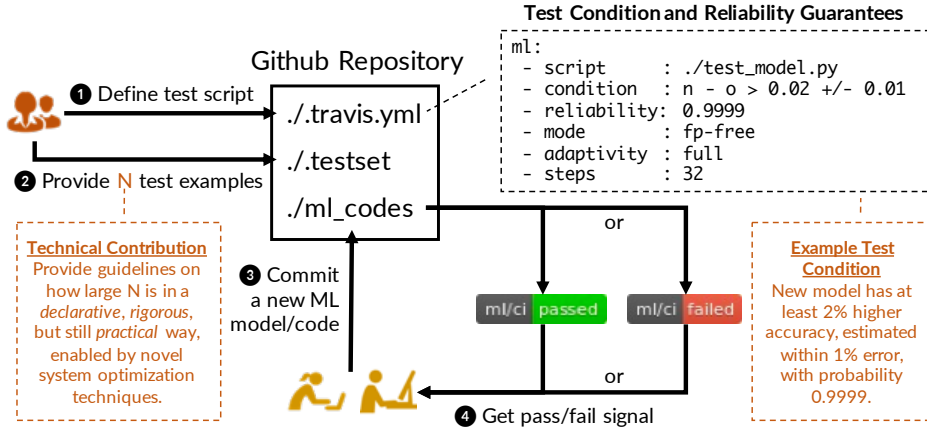 Test Condition and Reliability Guarantees
ml:
- script : ./test_model.py
- condition : n - o > 0.02 +/- 0.01
- reliability: 0.9999
- mode : fp-free
- adaptivity : full
- steps : 32
Github Repository
./.travis.yml
./.testset
./ml_codes
1 Define test script
2 Provide N test examples
Technical Contribution
Provide guidelines on
how large N is in a
declarative, rigorous,
but still practical way,
enabled by novel
system optimization
techniques.
3 Commit
a new ML
model/code
or
ml/ci passed
ml/ci failed
or
4 Get pass/fail signal
Example Test
Condition
New model has at
least 2% higher
accuracy, estimated
within 1% error,
with probability
0.9999.